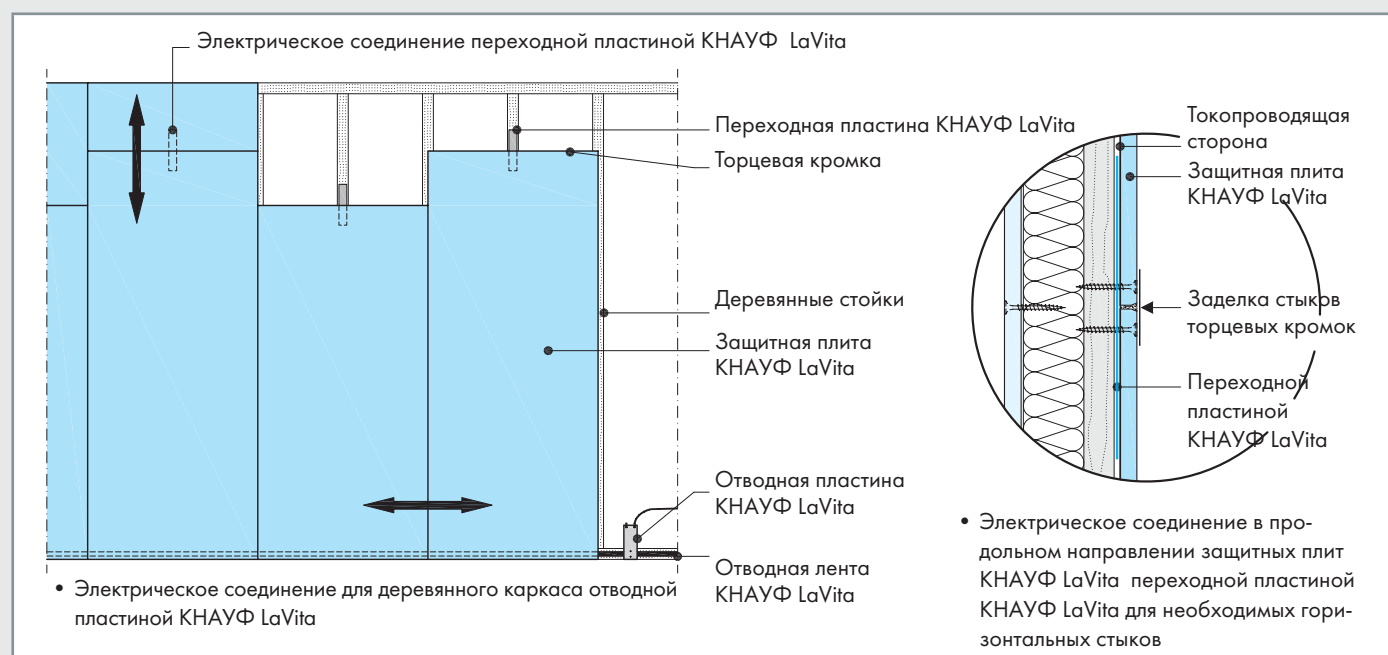 Электрическое соединение переходной пластиной КНАУФ LaVita
Переходная пластина КНАУФ LaVita
Торцевая кромка
Деревянные стойки
Защитная плита
КНАУФ LaVita
Отводная пластина
КНАУФ LaVita
Отводная лента
КНАУФ LaVita
• Электрическое соединение для деревянного каркаса отводной
пластиной КНАУФ LaVita
Токопроводящая
сторона
Защитная плита
КНАУФ LaVita
Заделка стыков
торцевых кромок
Переходной
пластиной
КНАУФ LaVita
• Электрическое соединение в про-
дольном направлении защитных плит
КНАУФ LaVita переходной пластиной
КНАУФ LaVita для необходимых гори-
зонтальных стыков